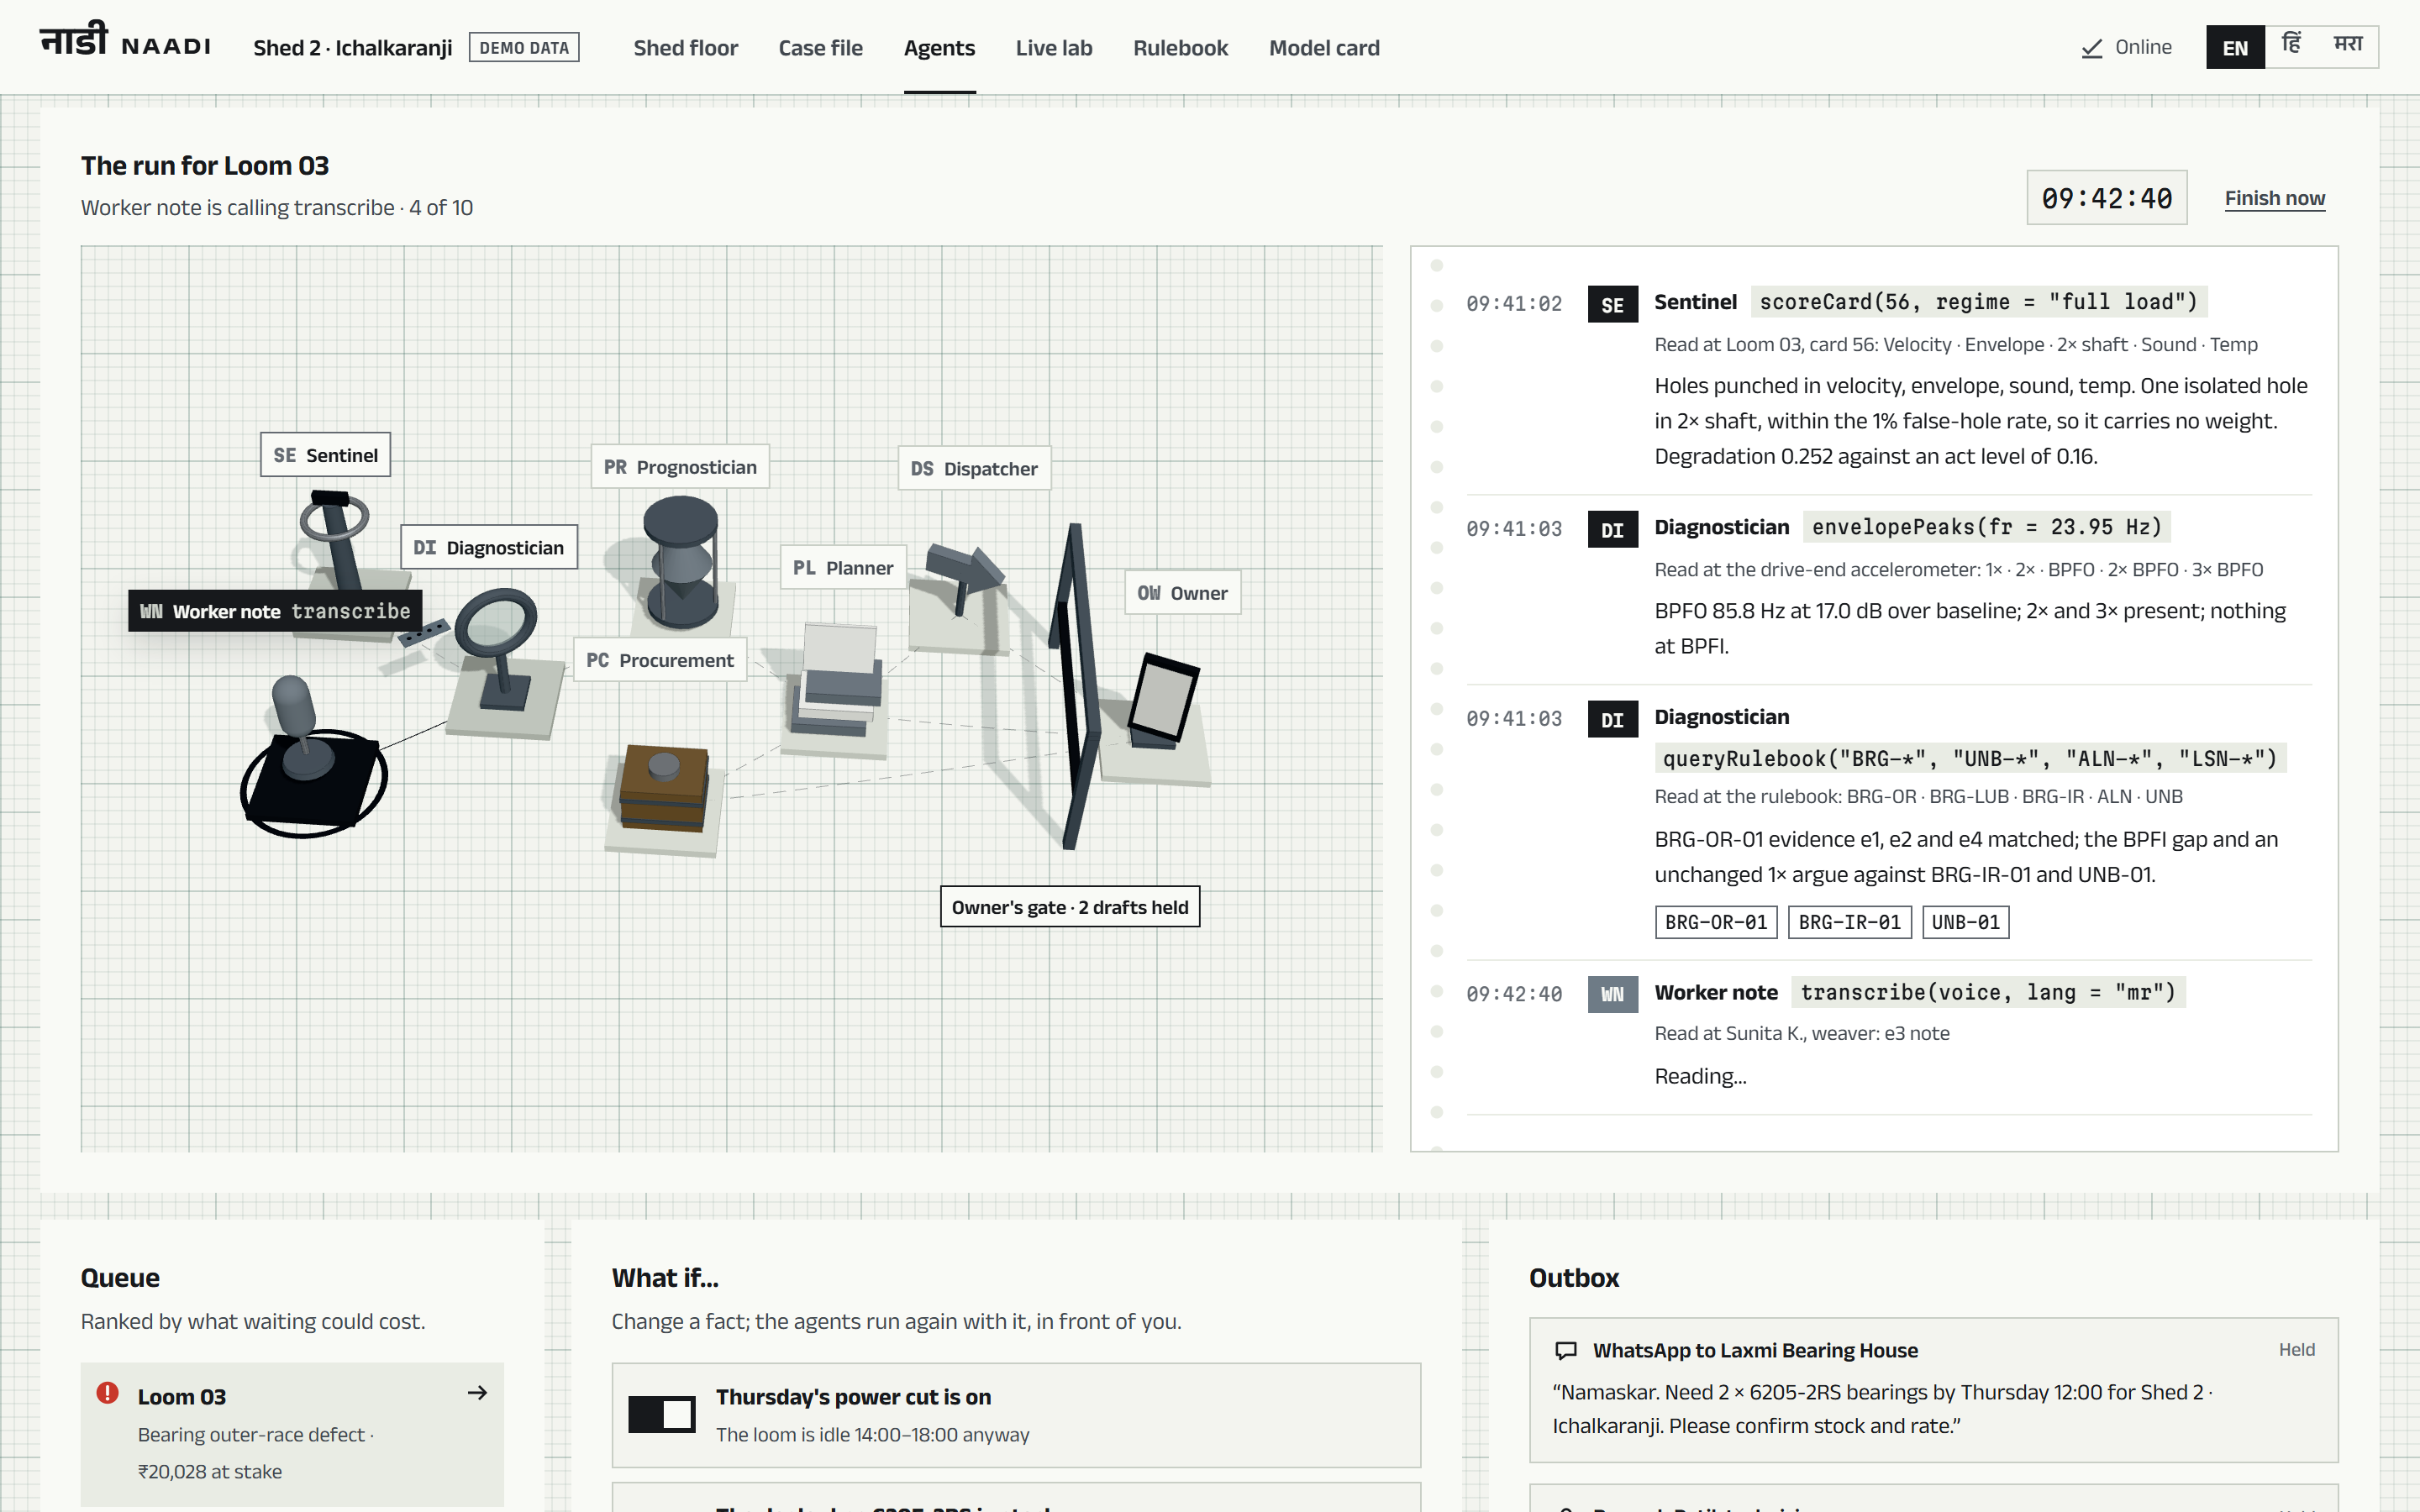 नाडी NAADI
Shed 2 · Ichalkaranji
DEMO DATA
Shed floor
Case file
Agents
Live lab
Rulebook
Model card
Online
EN
हिं
मरा
The run for Loom 03
Worker note is calling transcribe · 4 of 10
09:42:40
Finish now
SE Sentinel
PR Prognostician
DS Dispatcher
DI Diagnostician
PL Planner
OW Owner
WN Worker note transcribe
PC Procurement
Owner's gate · 2 drafts held
09:41:02 SE Sentinel scoreCard(56, regime = "full load")
Read at Loom 03, card 56: Velocity · Envelope · 2× shaft · Sound · Temp
Holes punched in velocity, envelope, sound, temp. One isolated hole
in 2× shaft, within the 1% false-hole rate, so it carries no weight.
Degradation 0.252 against an act level of 0.16.
09:41:03 DI Diagnostician envelopePeaks(fr = 23.95 Hz)
Read at the drive-end accelerometer: 1× · 2× · BPFO · 2× BPFO · 3× BPFO
BPFO 85.8 Hz at 17.0 dB over baseline; 2× and 3× present; nothing
at BPFI.
09:41:03 DI Diagnostician
queryRulebook("BRG-*", "UNB-*", "ALN-*", "LSN-*")
Read at the rulebook: BRG-OR · BRG-LUB · BRG-IR · ALN · UNB
BRG-OR-01 evidence e1, e2 and e4 matched; the BPFI gap and an
unchanged 1× argue against BRG-IR-01 and UNB-01.
BRG-OR-01 BRG-IR-01 UNB-01
09:42:40 WN Worker note transcribe(voice, lang = "mr")
Read at Sunita K., weaver: e3 note
Reading…
Queue
Ranked by what waiting could cost.
Loom 03
Bearing outer-race defect ·
₹20,028 at stake
What if…
Change a fact; the agents run again with it, in front of you.
Thursday's power cut is on
The loom is idle 14:00–18:00 anyway
Outbox
WhatsApp to Laxmi Bearing House
Held
“Namaskar. Need 2 × 6205-2RS bearings by Thursday 12:00 for Shed 2 ·
Ichalkaranji. Please confirm stock and rate.”